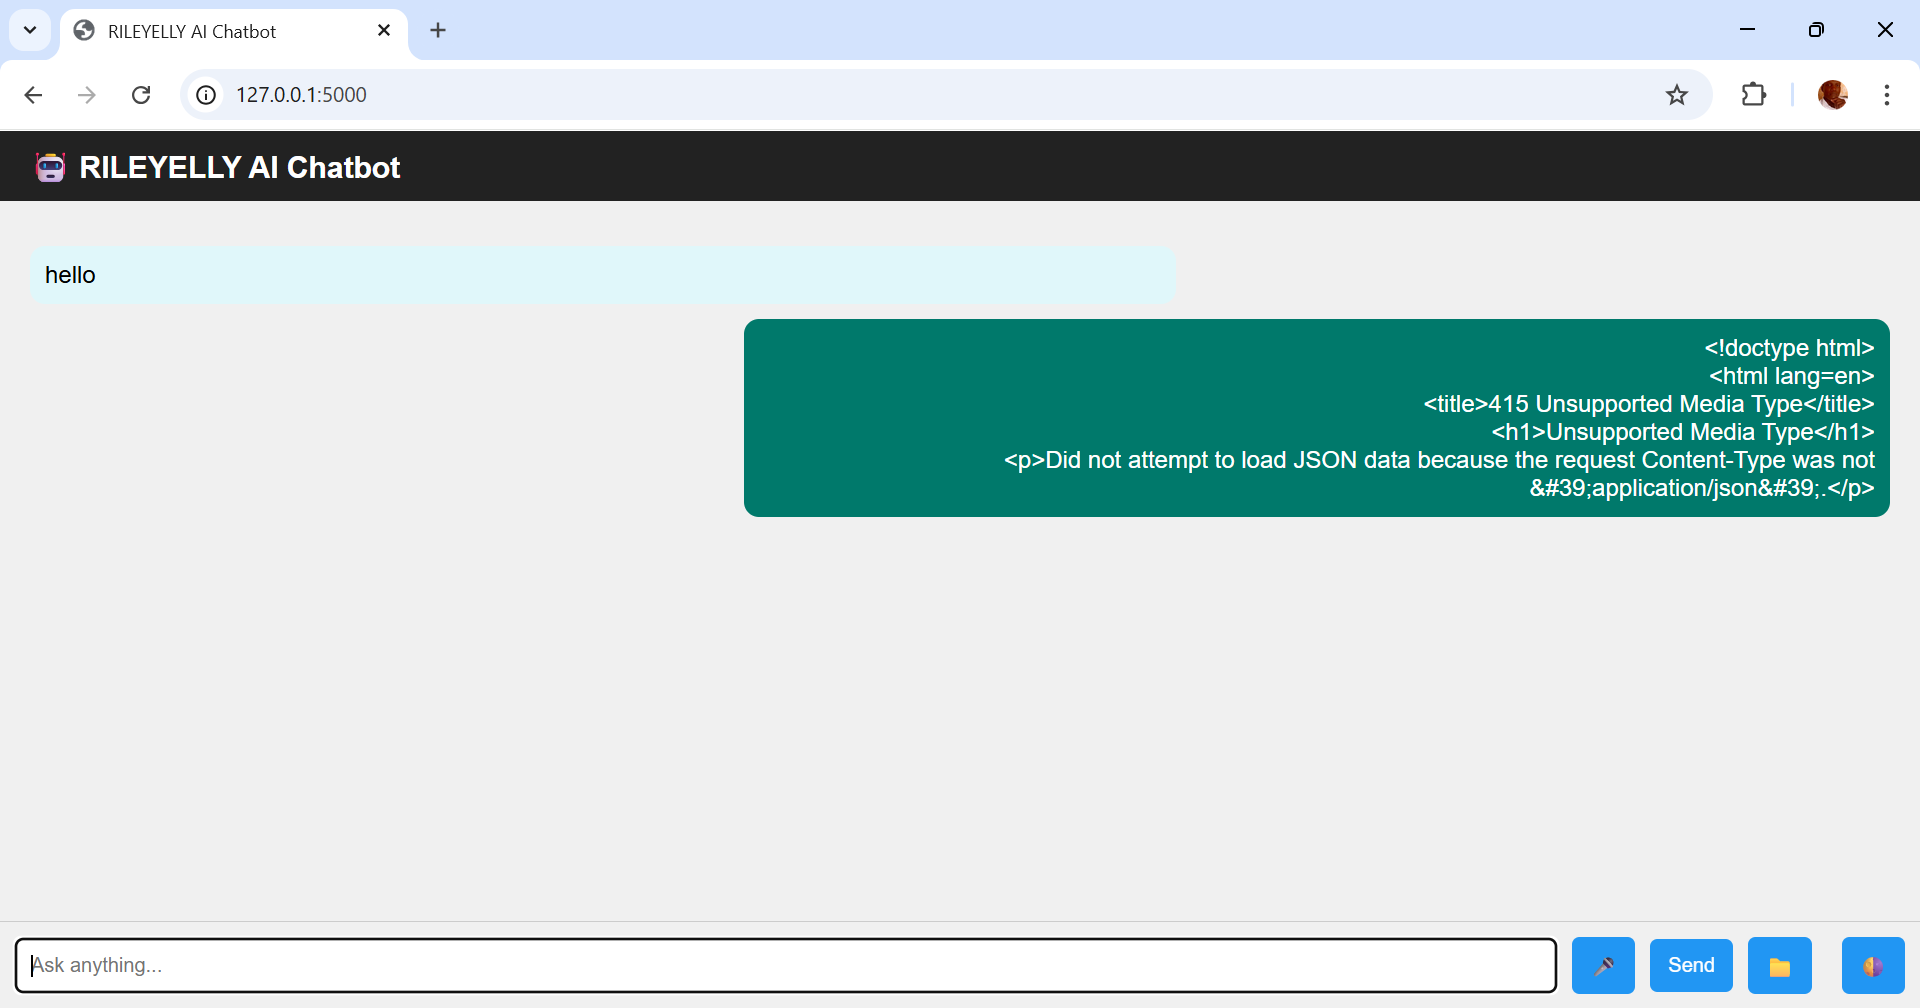 RILEYELLY AI Chatbot
127.0.0.1:5000
RILEYELLY AI Chatbot
hello
<!doctype html>
<html lang=en>
<title>415 Unsupported Media Type</title>
<h1>Unsupported Media Type</h1>
<p>Did not attempt to load JSON data because the request Content-Type was not
&#39;application/json&#39;.</p>
Ask anything...
Send